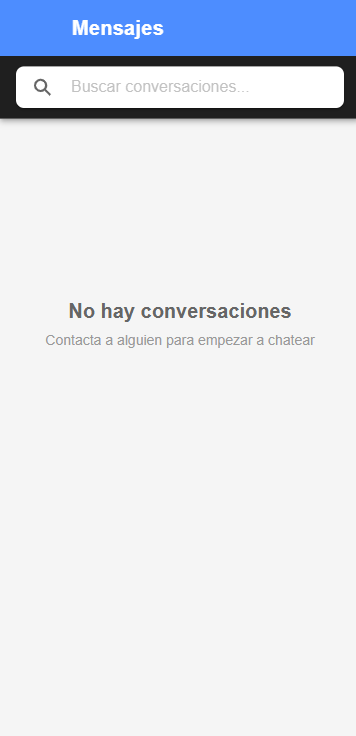 Mensajes
Buscar conversaciones...
No hay conversaciones
Contacta a alguien para empezar a chatear